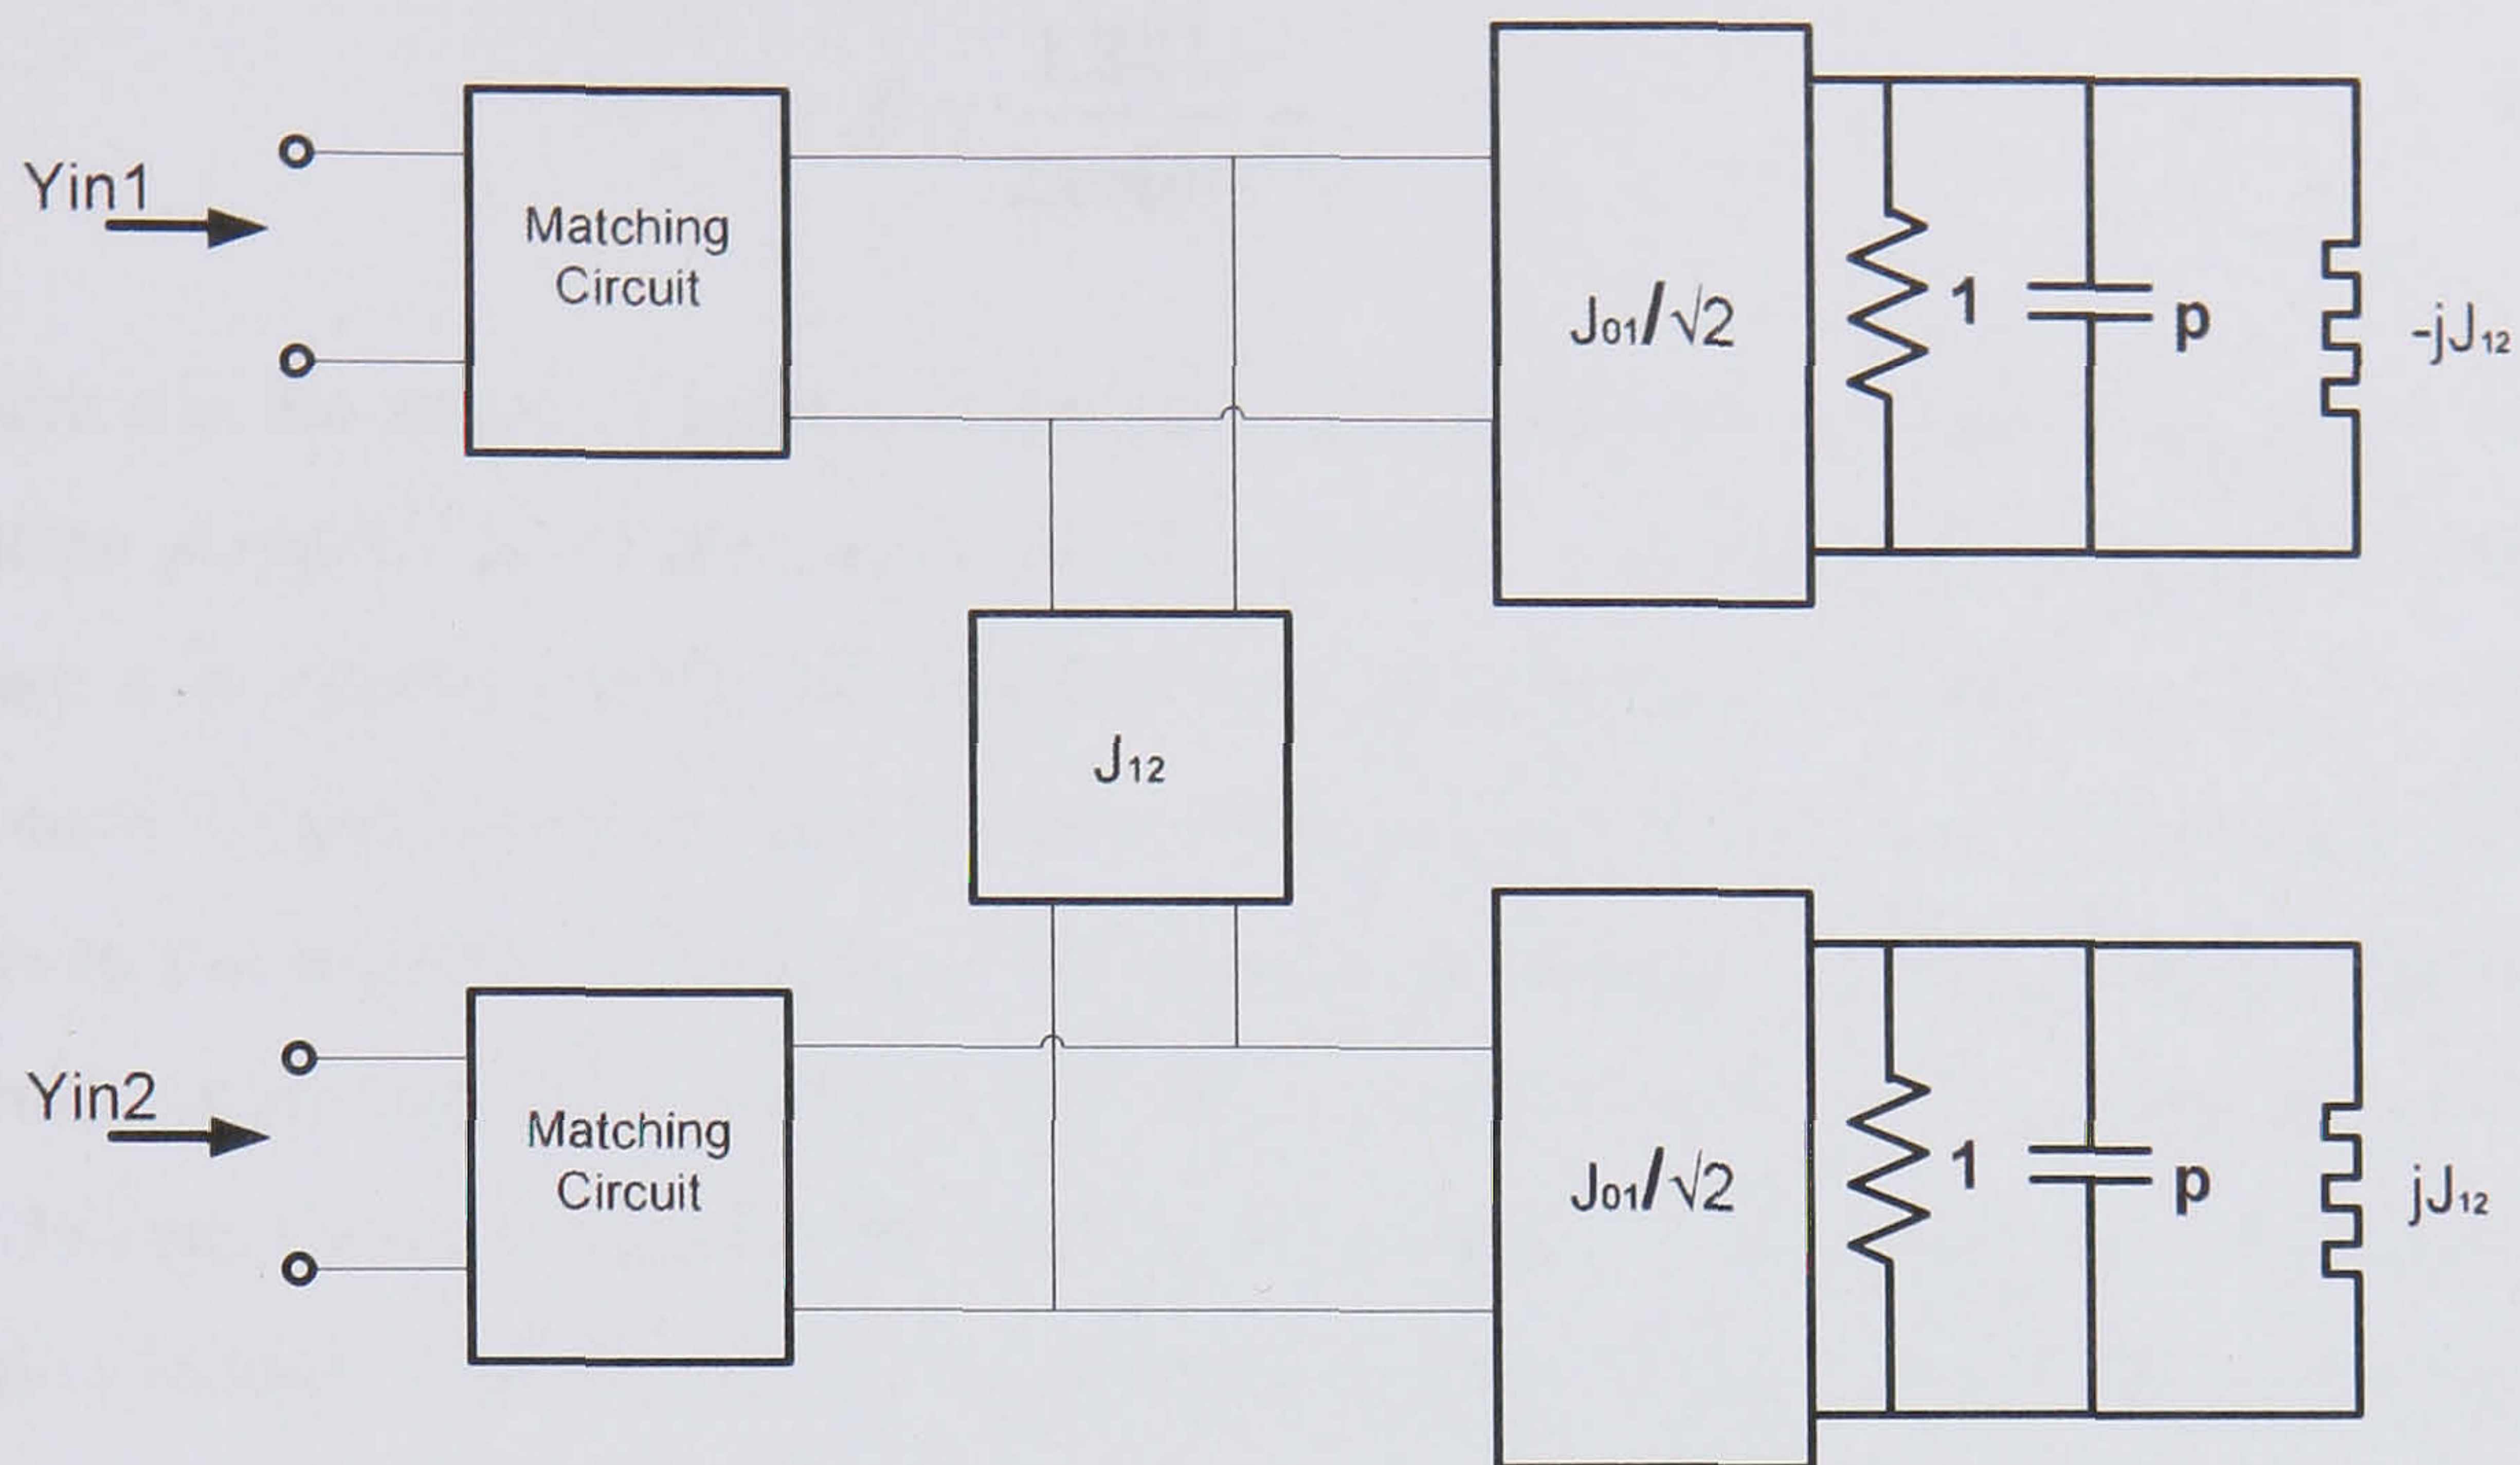 Yin1
Matching
Circuit
J₀₁/√2
1
p
-jJ₁₂
J₁₂
Yin2
Matching
Circuit
J₀₁/√2
1
p
jJ₁₂